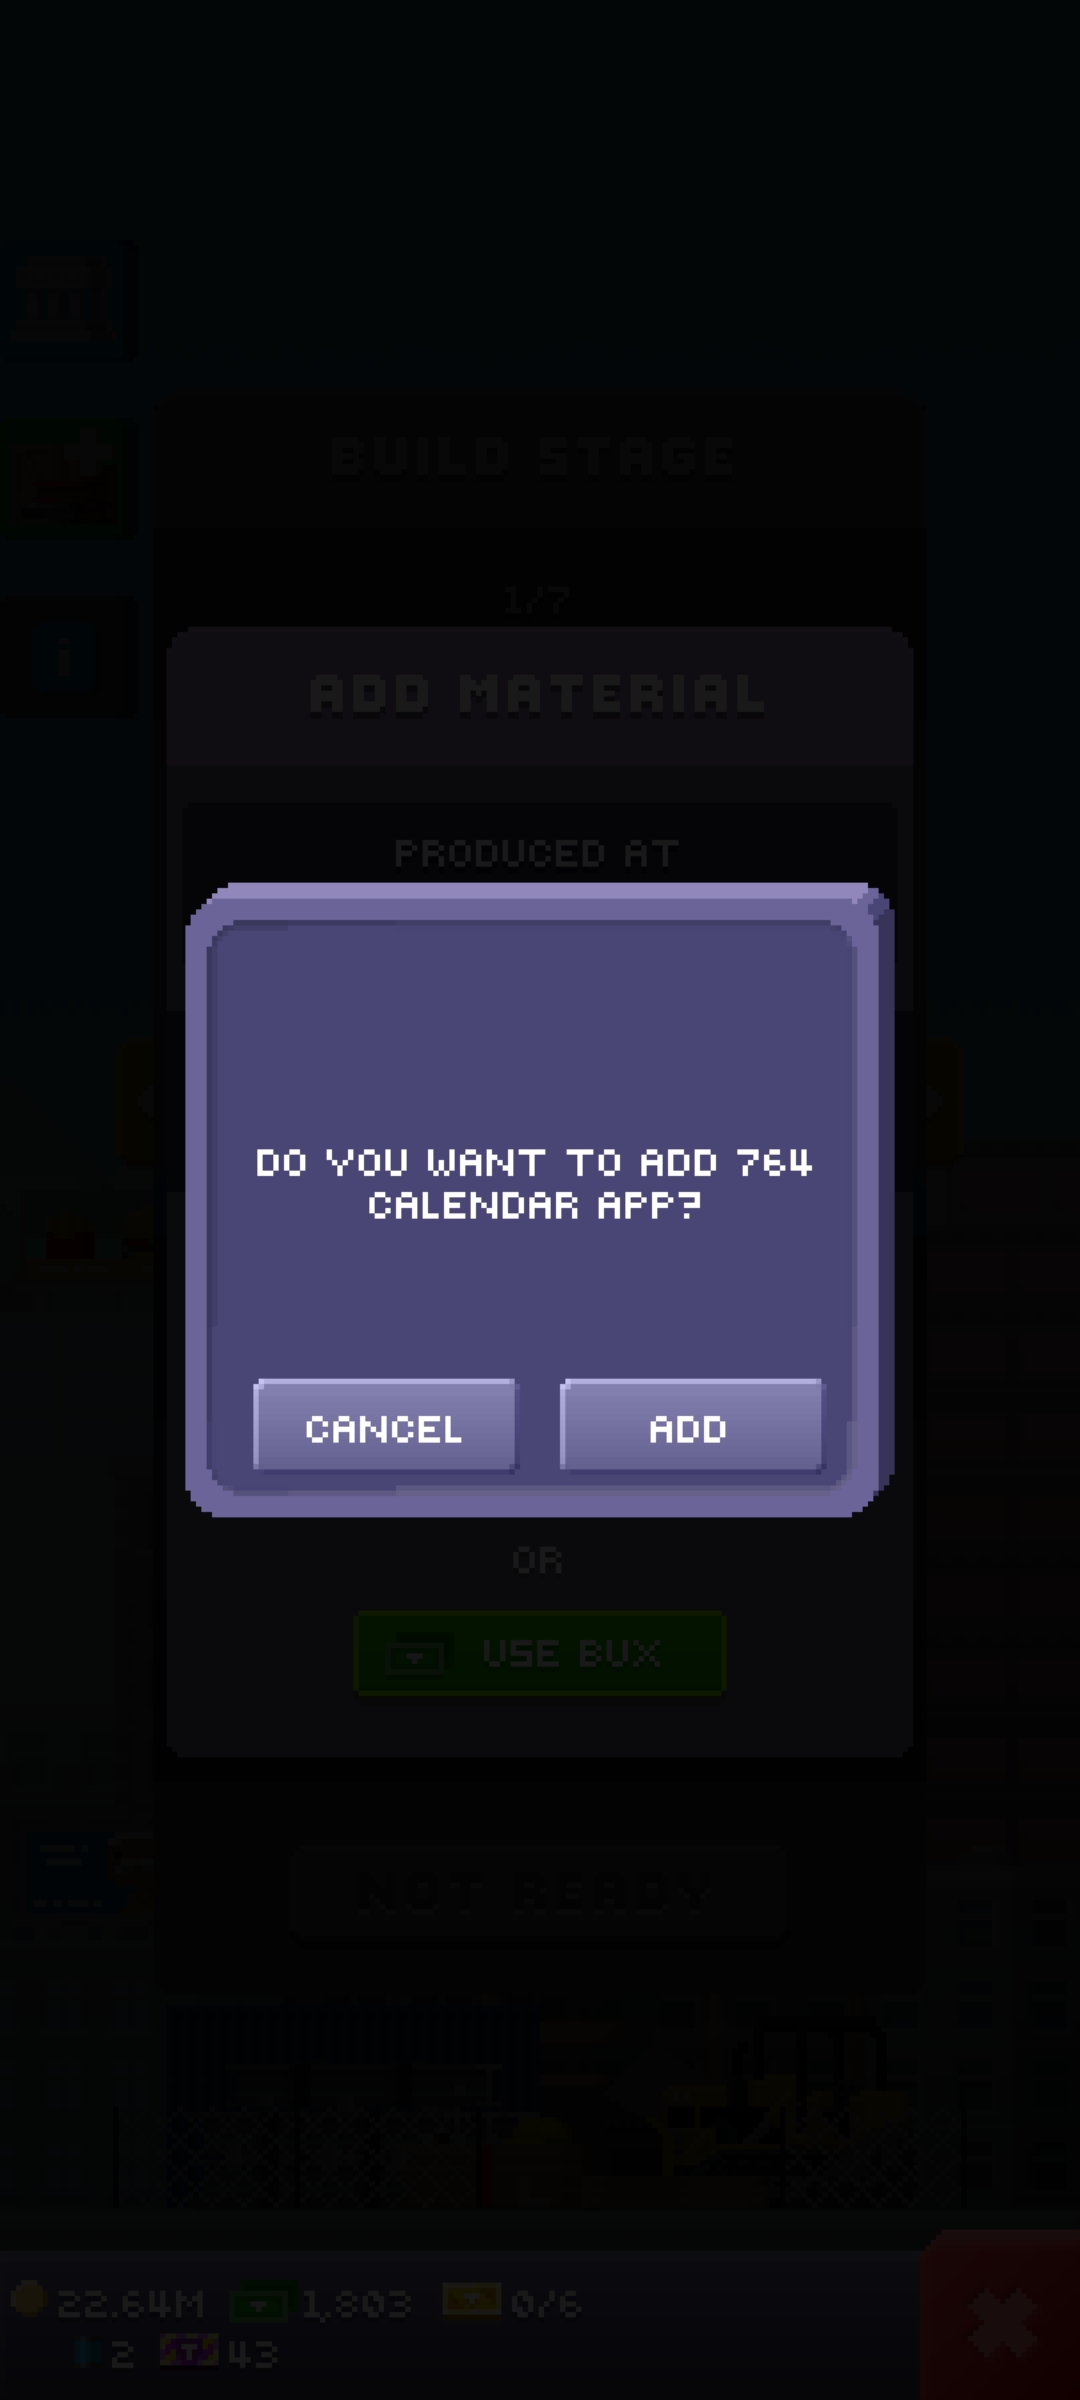 BUILD STAGE
1/7
ADD MATERIAL
PRODUCED AT
DO YOU WANT TO ADD 764
CALENDAR APP?
CANCEL
ADD
OR
USE BUX
NOT READY
22.64M
1,803
0/6
2
43